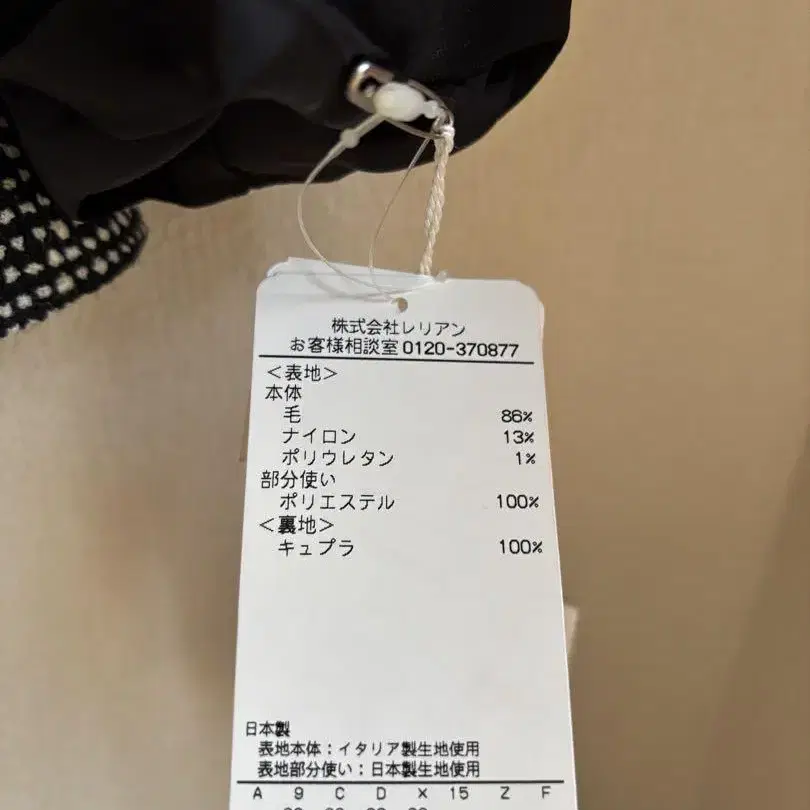 株式会社レリアン
お客様相談室0120-370877
<表地>
本体
毛 86%
ナイロン 13%
ポリウレタン 1%
部分使い
ポリエステル 100%
<裏地>
キュプラ 100%
日本製
表地本体：イタリア製生地使用
表地部分使い：日本製生地使用
A 9 C D X 15 Z F